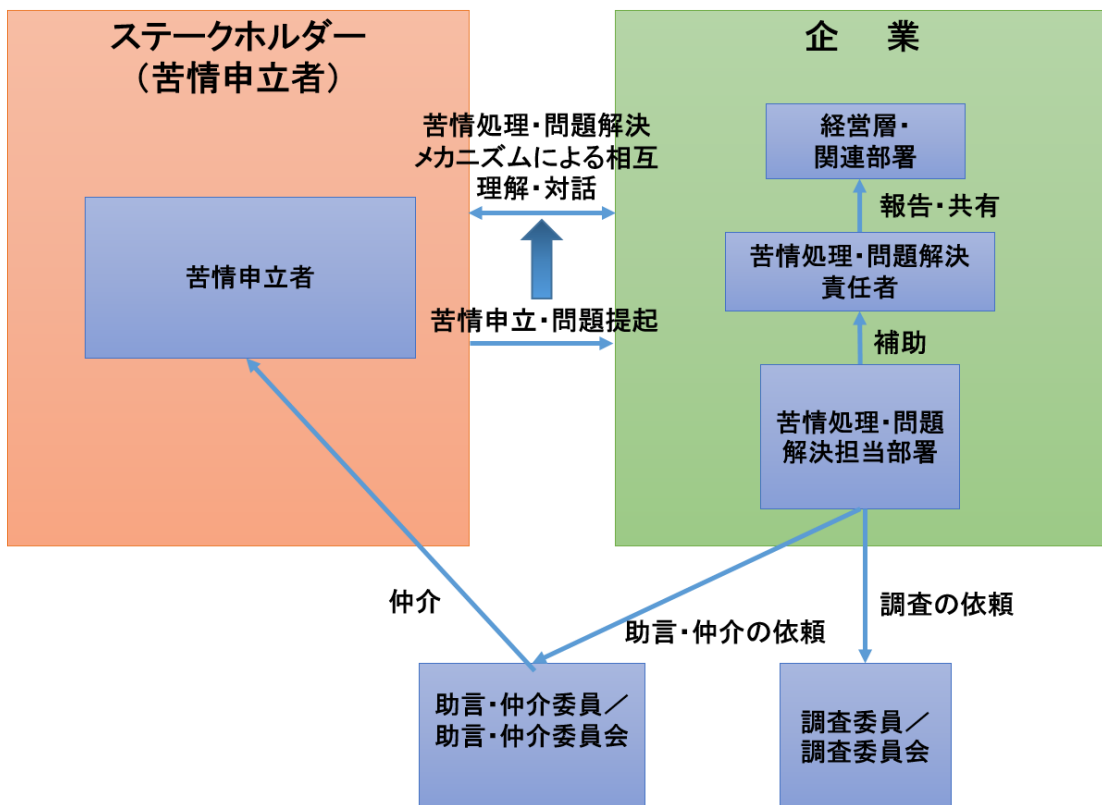 ステークホルダー
（苦情申立者）
企　業
苦情処理・問題解決
メカニズムによる相互
理解・対話
経営層・
関連部署
報告・共有
苦情申立者
苦情処理・問題解決
責任者
苦情申立・問題提起
補助
苦情処理・問題
解決担当部署
仲介
助言・仲介の依頼
調査の依頼
助言・仲介委員／
助言・仲介委員会
調査委員／
調査委員会